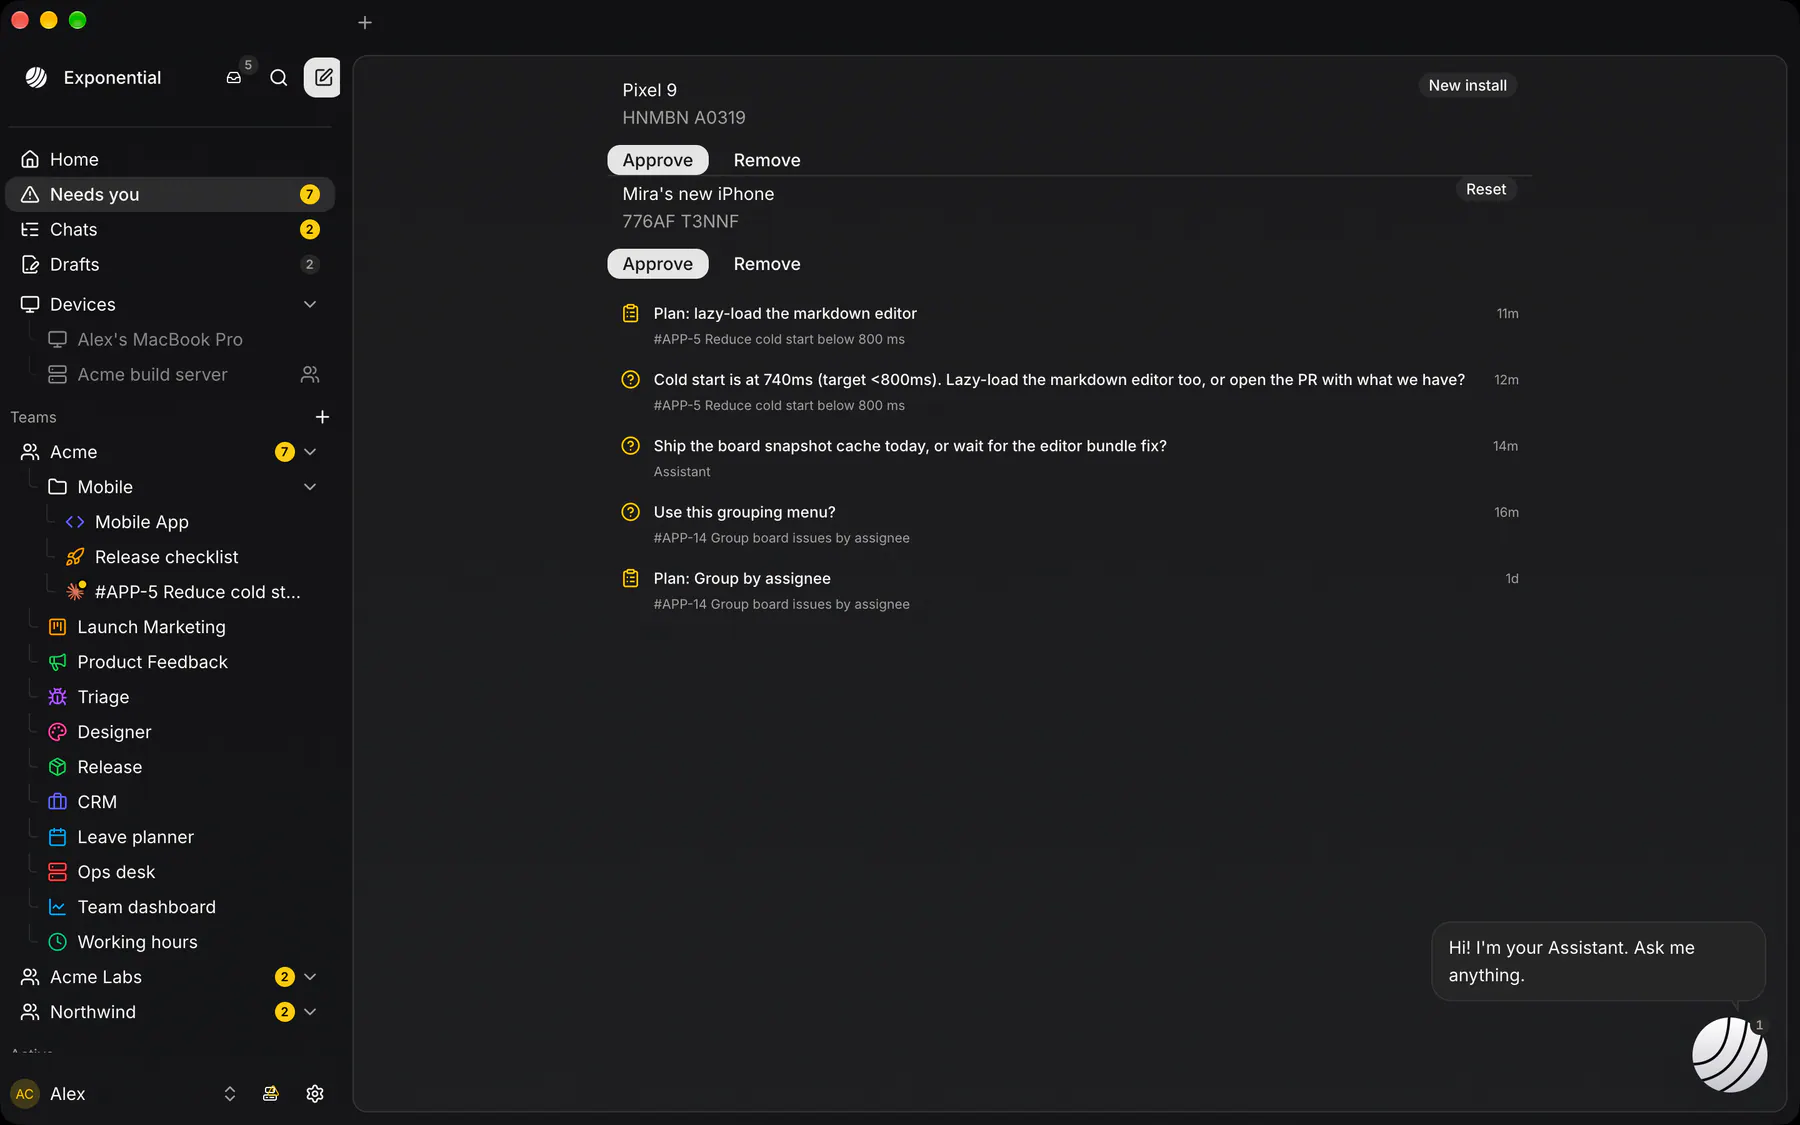 Exponential
5
Home
Needs you
7
Chats
2
Drafts
2
Devices
Alex's MacBook Pro
Acme build server
Teams
Acme
7
Mobile
Mobile App
Release checklist
#APP-5 Reduce cold st...
Launch Marketing
Product Feedback
Triage
Designer
Release
CRM
Leave planner
Ops desk
Team dashboard
Working hours
Acme Labs
2
Northwind
2
AC
Alex
Pixel 9
New install
HNMBN A0319
Approve Remove
Mira's new iPhone
Reset
776AF T3NNF
Approve Remove
Plan: lazy-load the markdown editor
11m
#APP-5 Reduce cold start below 800 ms
Cold start is at 740ms (target <800ms). Lazy-load the markdown editor too, or open the PR with what we have?
12m
#APP-5 Reduce cold start below 800 ms
Ship the board snapshot cache today, or wait for the editor bundle fix?
14m
Assistant
Use this grouping menu?
16m
#APP-14 Group board issues by assignee
Plan: Group by assignee
1d
#APP-14 Group board issues by assignee
Hi! I'm your Assistant. Ask me
anything.
1